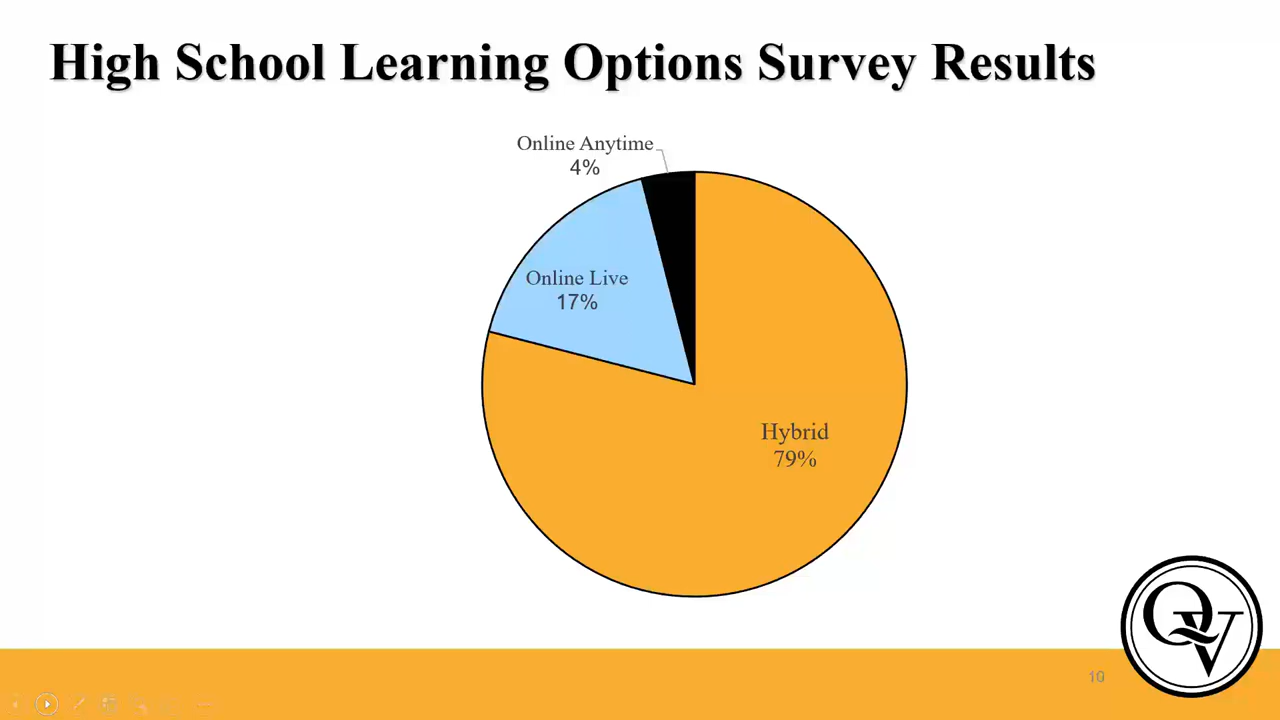 High School Learning Options Survey Results
Online Anytime
4%
Online Live
17%
Hybrid
79%
QV
10